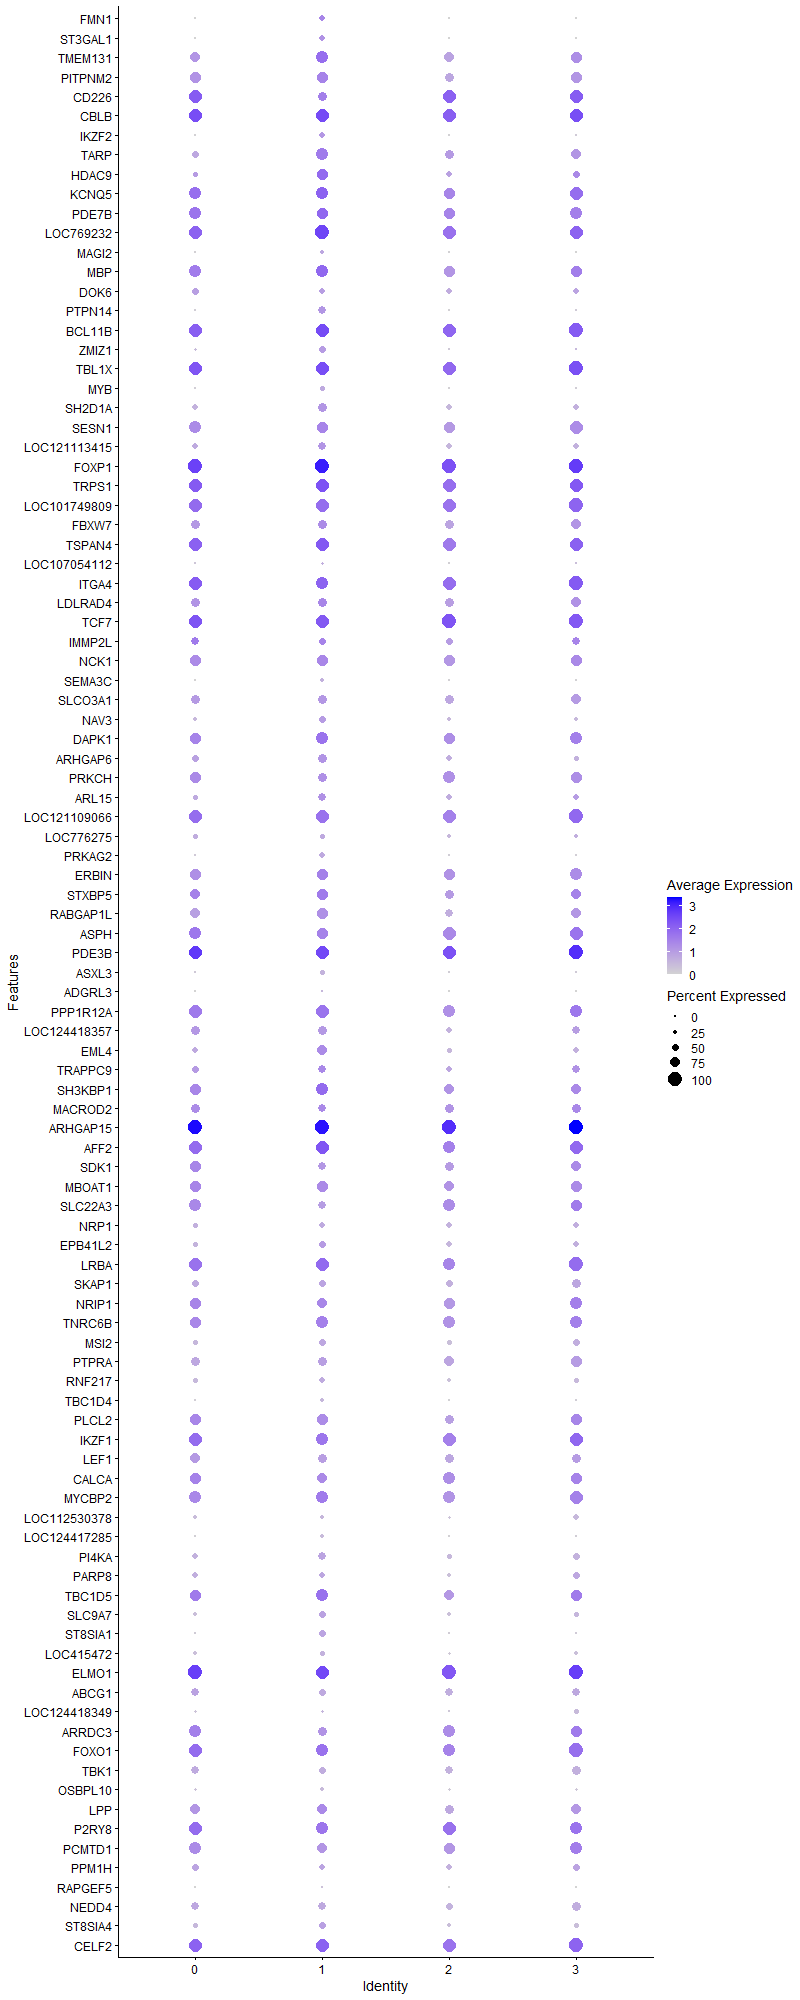 FMN1
ST3GAL1
TMEM131
PITPNM2
CD226
CBLB
IKZF2
TARP
HDAC9
KCNQ5
PDE7B
LOC769232
MAGI2
MBP
DOK6
PTPN14
BCL11B
ZMIZ1
TBL1X
MYB
SH2D1A
SESN1
LOC121113415
FOXP1
TRPS1
LOC101749809
FBXW7
TSPAN4
LOC107054112
ITGA4
LDLRAD4
TCF7
IMMP2L
NCK1
SEMA3C
SLCO3A1
NAV3
DAPK1
ARHGAP6
PRKCH
ARL15
LOC121109066
LOC776275
PRKAG2
ERBIN
STXBP5
RABGAP1L
ASPH
PDE3B
ASXL3
ADGRL3
PPP1R12A
LOC124418357
EML4
TRAPPC9
SH3KBP1
MACROD2
ARHGAP15
AFF2
SDK1
MBOAT1
SLC22A3
NRP1
EPB41L2
LRBA
SKAP1
NRIP1
TNRC6B
MSI2
PTPRA
RNF217
TBC1D4
PLCL2
IKZF1
LEF1
CALCA
MYCBP2
LOC112530378
LOC124417285
PI4KA
PARP8
TBC1D5
SLC9A7
ST8SIA1
LOC415472
ELMO1
ABCG1
LOC124418349
ARRDC3
FOXO1
TBK1
OSBPL10
LPP
P2RY8
PCMTD1
PPM1H
RAPGEF5
NEDD4
ST8SIA4
CELF2
Features
0 1 2 3
Identity
Average Expression
3
2
1
0
Percent Expressed
0
25
50
75
100